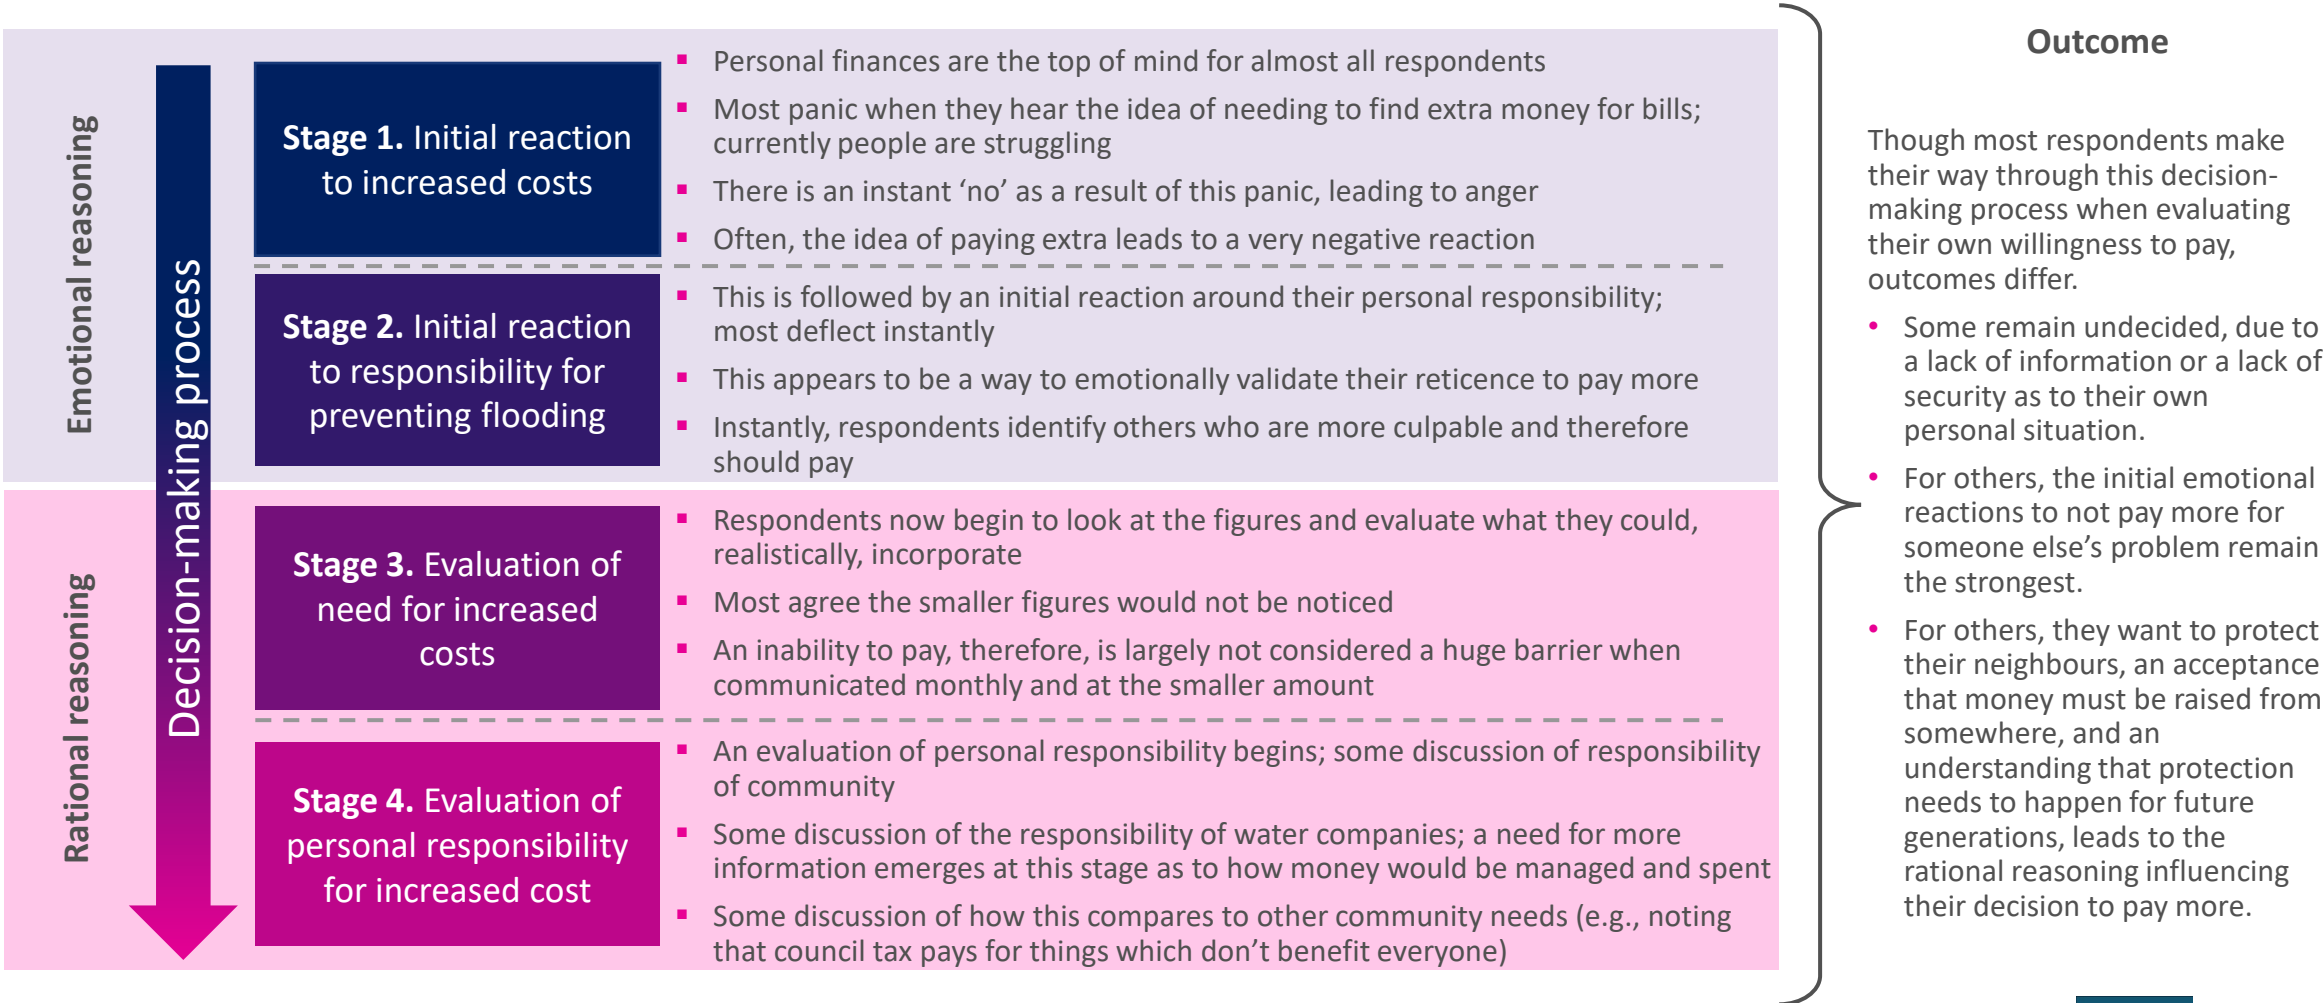 Emotional reasoning
Rational reasoning
Decision-making process
Stage 1. Initial reaction
to increased costs
▪ Personal finances are the top of mind for almost all respondents
▪ Most panic when they hear the idea of needing to find extra money for bills;
currently people are struggling
▪ There is an instant ‘no’ as a result of this panic, leading to anger
▪ Often, the idea of paying extra leads to a very negative reaction
Stage 2. Initial reaction
to responsibility for
preventing flooding
▪ This is followed by an initial reaction around their personal responsibility;
most deflect instantly
▪ This appears to be a way to emotionally validate their reticence to pay more
▪ Instantly, respondents identify others who are more culpable and therefore
should pay
Stage 3. Evaluation of
need for increased
costs
▪ Respondents now begin to look at the figures and evaluate what they could,
realistically, incorporate
▪ Most agree the smaller figures would not be noticed
▪ An inability to pay, therefore, is largely not considered a huge barrier when
communicated monthly and at the smaller amount
Stage 4. Evaluation of
personal responsibility
for increased cost
▪ An evaluation of personal responsibility begins; some discussion of responsibility
of community
▪ Some discussion of the responsibility of water companies; a need for more
information emerges at this stage as to how money would be managed and spent
▪ Some discussion of how this compares to other community needs (e.g., noting
that council tax pays for things which don’t benefit everyone)
Outcome
Though most respondents make
their way through this decision-
making process when evaluating
their own willingness to pay,
outcomes differ.
• Some remain undecided, due to
a lack of information or a lack of
security as to their own
personal situation.
• For others, the initial emotional
reactions to not pay more for
someone else’s problem remain
the strongest.
• For others, they want to protect
their neighbours, an acceptance
that money must be raised from
somewhere, and an
understanding that protection
needs to happen for future
generations, leads to the
rational reasoning influencing
their decision to pay more.